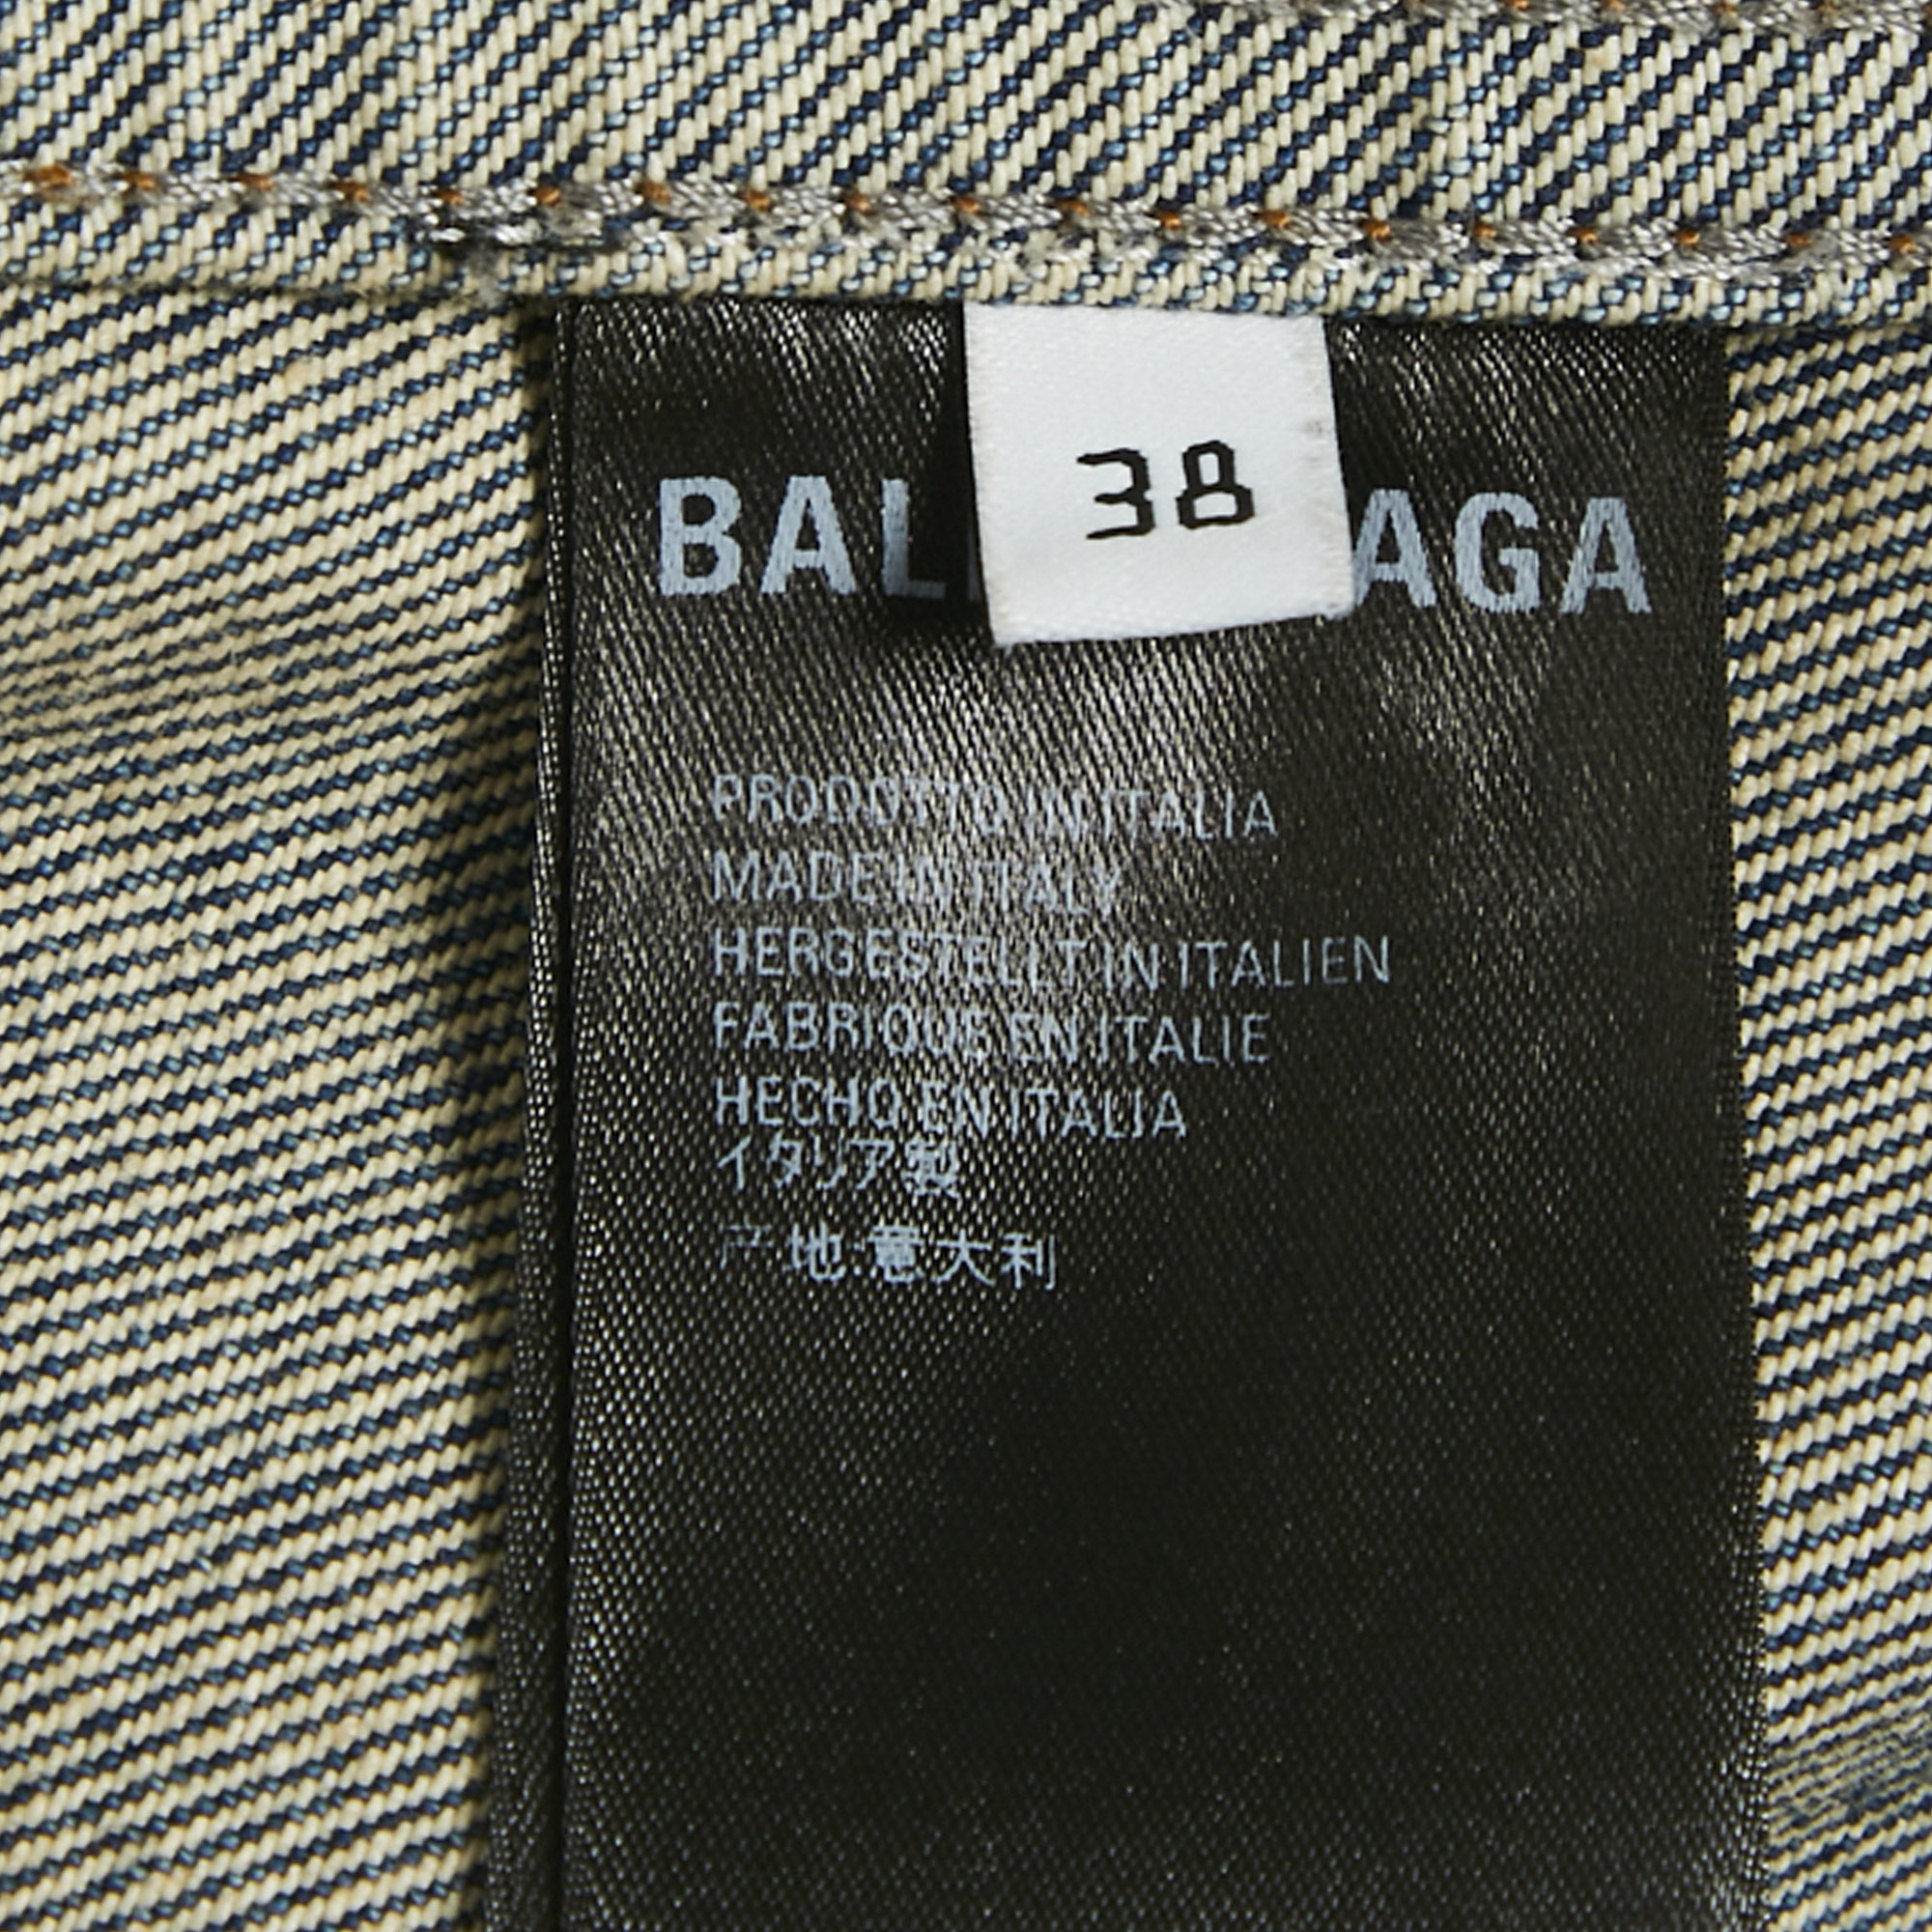 38
BAL AGA
PRODOTTO IN ITALIA
MADE IN ITALY
HERGESTELLT IN ITALIEN
FABRIQUE EN ITALIE
HECHO EN ITALIA
イタリア製
产地:意大利